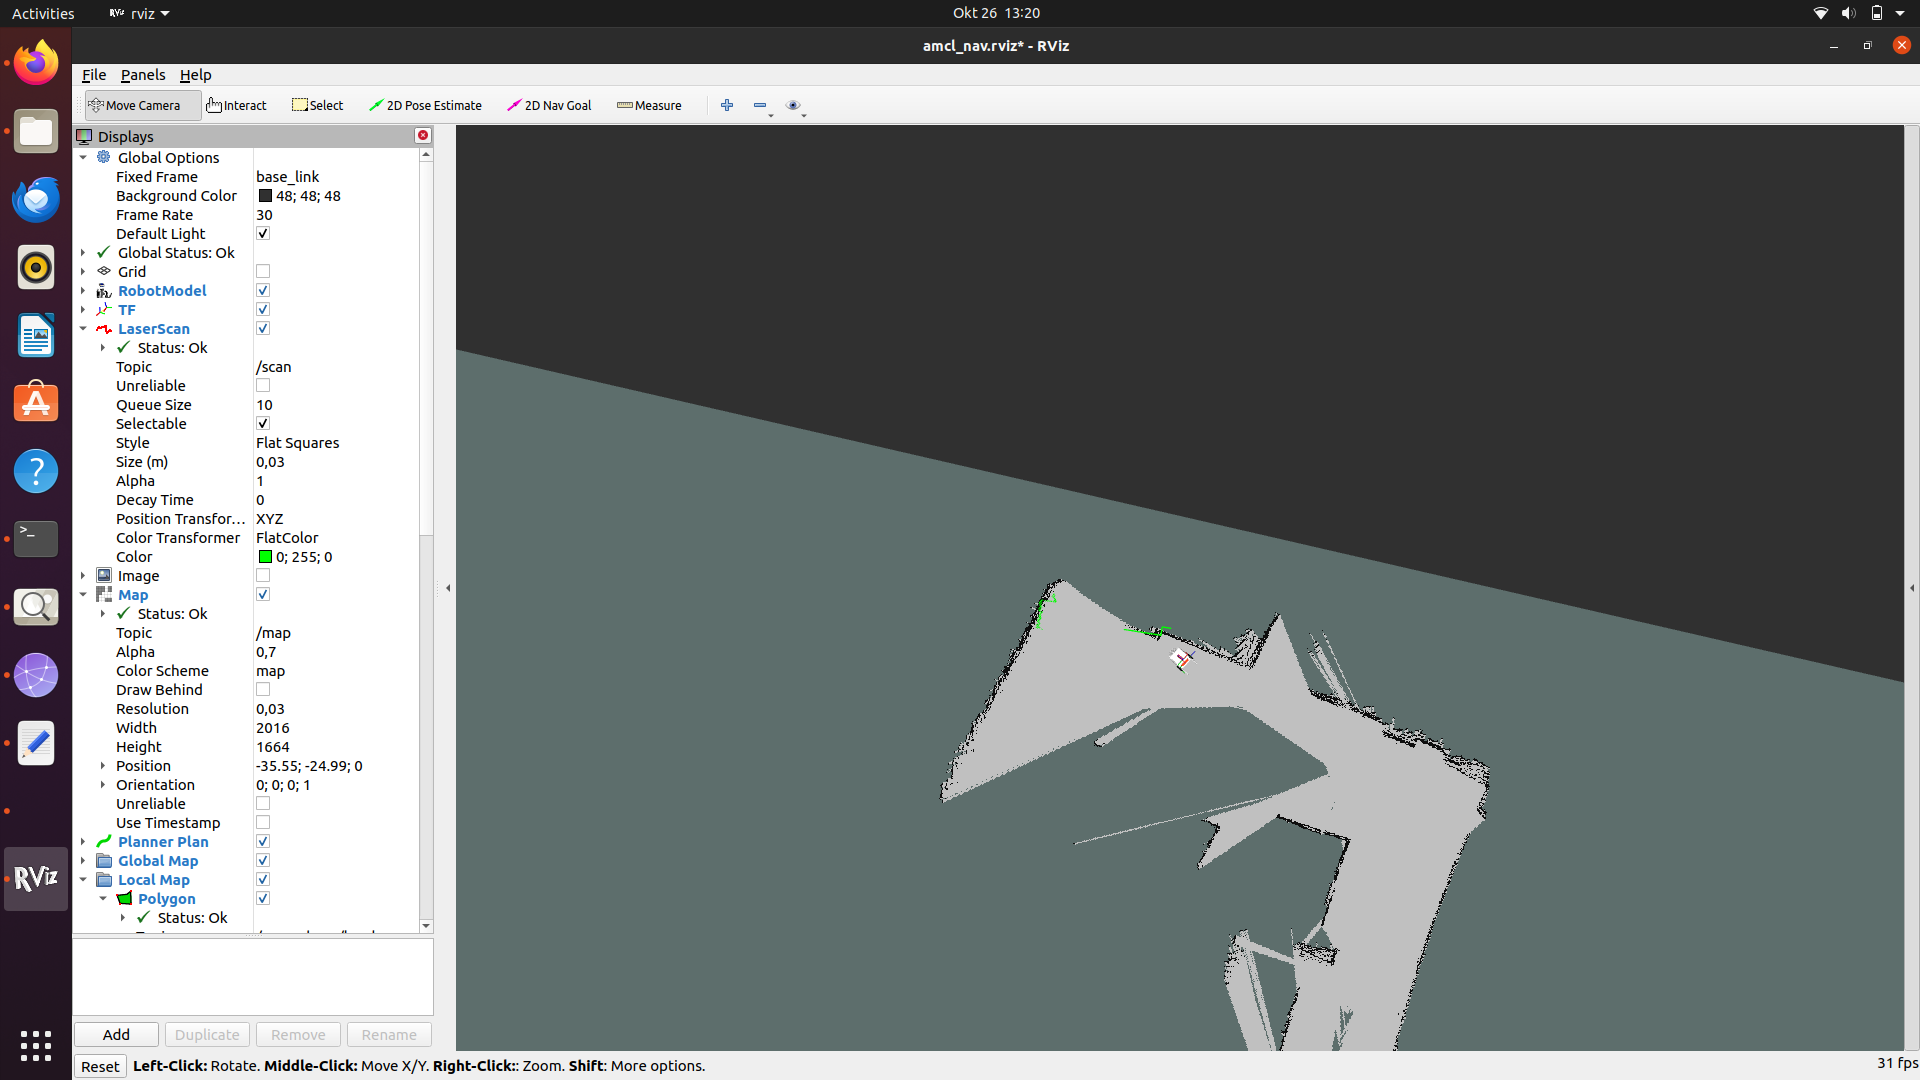 Activities rviz Okt 26 13:20
amcl_nav.rviz* - RViz
File Panels Help
Move Camera Interact Select 2D Pose Estimate 2D Nav Goal Measure
Displays
Global Options
Fixed Frame base_link
Background Color 48; 48; 48
Frame Rate 30
Default Light
Global Status: Ok
Grid
RobotModel
TF
LaserScan
Status: Ok
Topic /scan
Unreliable
Queue Size 10
Selectable
Style Flat Squares
Size (m) 0,03
Alpha 1
Decay Time 0
Position Transfor... XYZ
Color Transformer FlatColor
Color 0; 255; 0
Image
Map
Status: Ok
Topic /map
Alpha 0,7
Color Scheme map
Draw Behind
Resolution 0,03
Width 2016
Height 1664
Position -35.55; -24.99; 0
Orientation 0; 0; 0; 1
Unreliable
Use Timestamp
Planner Plan
Global Map
Local Map
Polygon
Status: Ok
RViz
Add Duplicate Remove Rename
Reset Left-Click: Rotate. Middle-Click: Move X/Y. Right-Click:: Zoom. Shift: More options. 31 fps